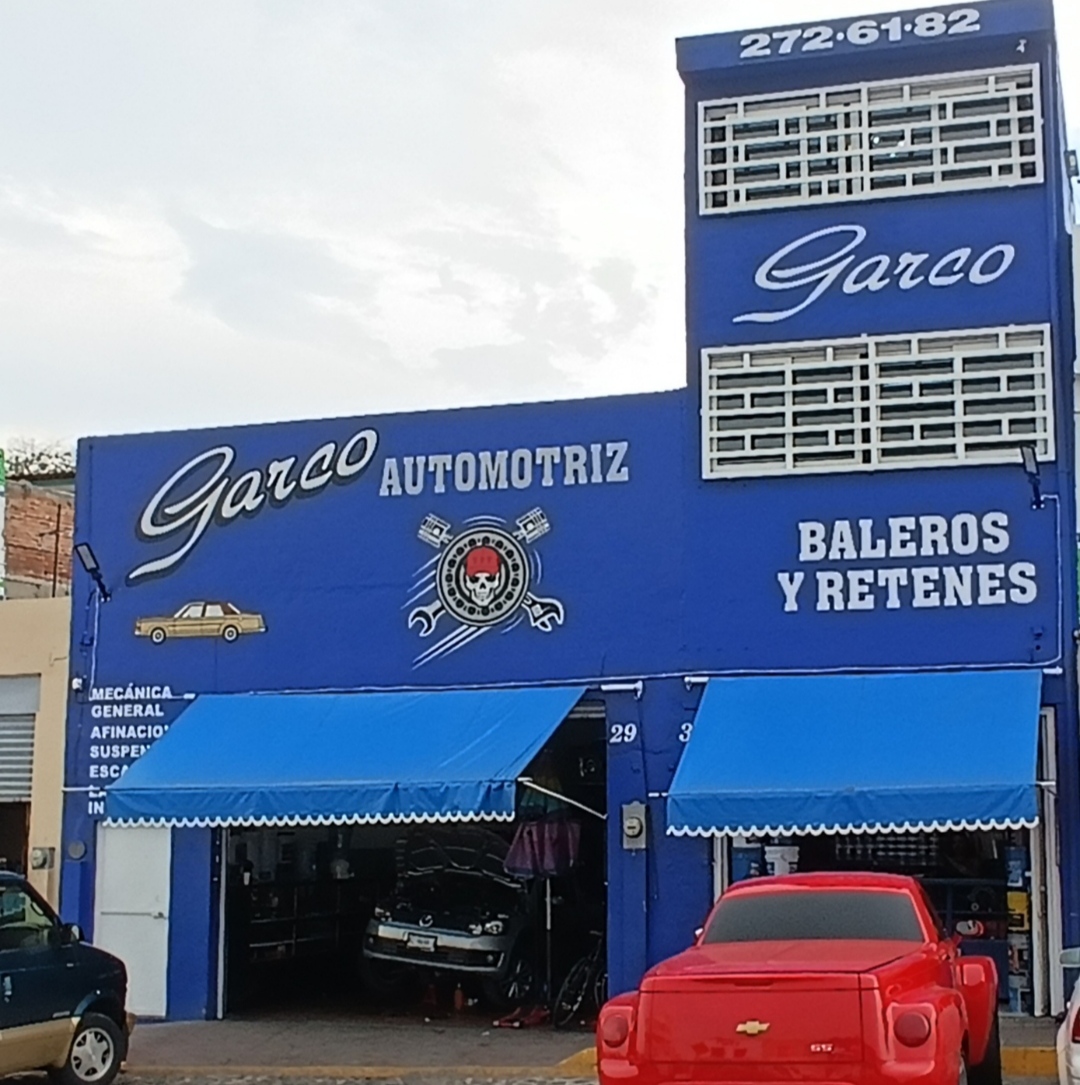 272·61·82
Garco
Garco AUTOMOTRIZ
BALEROS
Y RETENES
MECÁNICA
GENERAL
29
SS